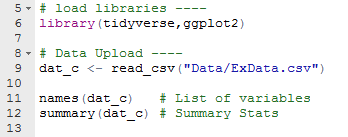 5 # load libraries ----
6 library(tidyverse,ggplot2)
7
8 # Data Upload ----
9 dat_c <- read_csv("Data/ExData.csv")
10
11 names(dat_c) # List of variables
12 summary(dat_c) # Summary Stats
13